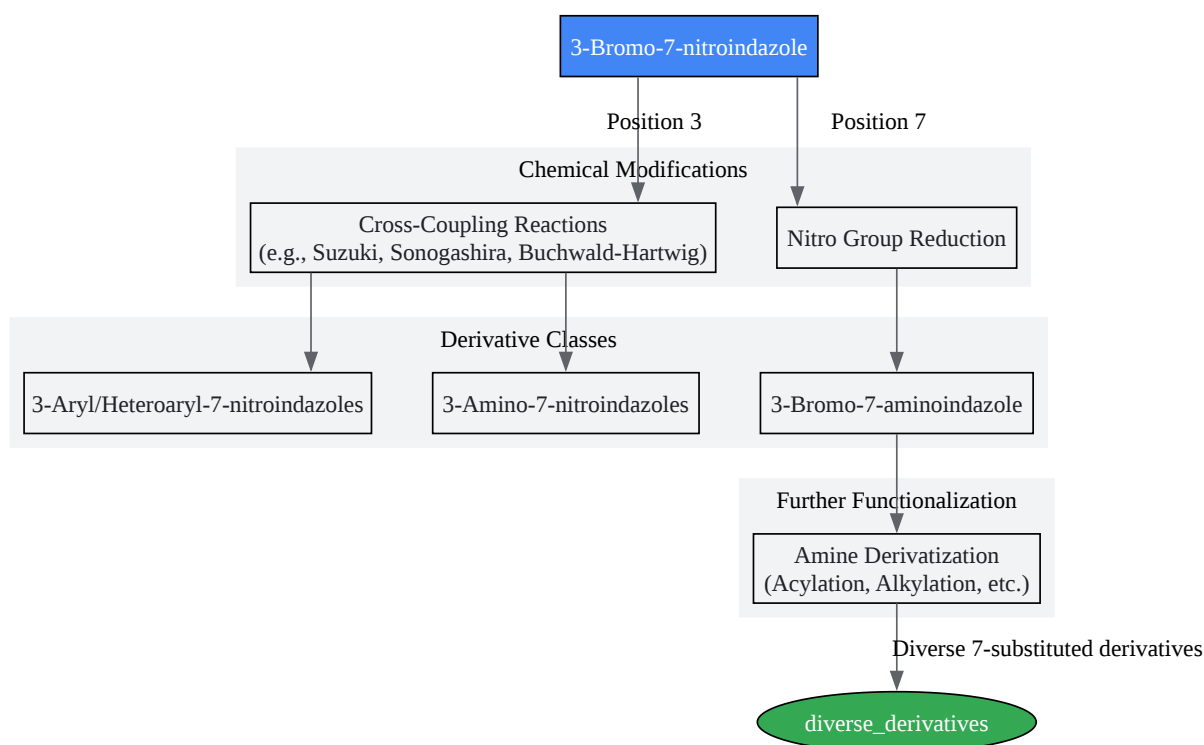 3-Bromo-7-nitroindazole
Position 3
Position 7
Chemical Modifications
Cross-Coupling Reactions
(e.g., Suzuki, Sonogashira, Buchwald-Hartwig)
Nitro Group Reduction
Derivative Classes
3-Aryl/Heteroaryl-7-nitroindazoles
3-Amino-7-nitroindazoles
3-Bromo-7-aminoindazole
Further Functionalization
Amine Derivatization
(Acylation, Alkylation, etc.)
Diverse 7-substituted derivatives
diverse_derivatives